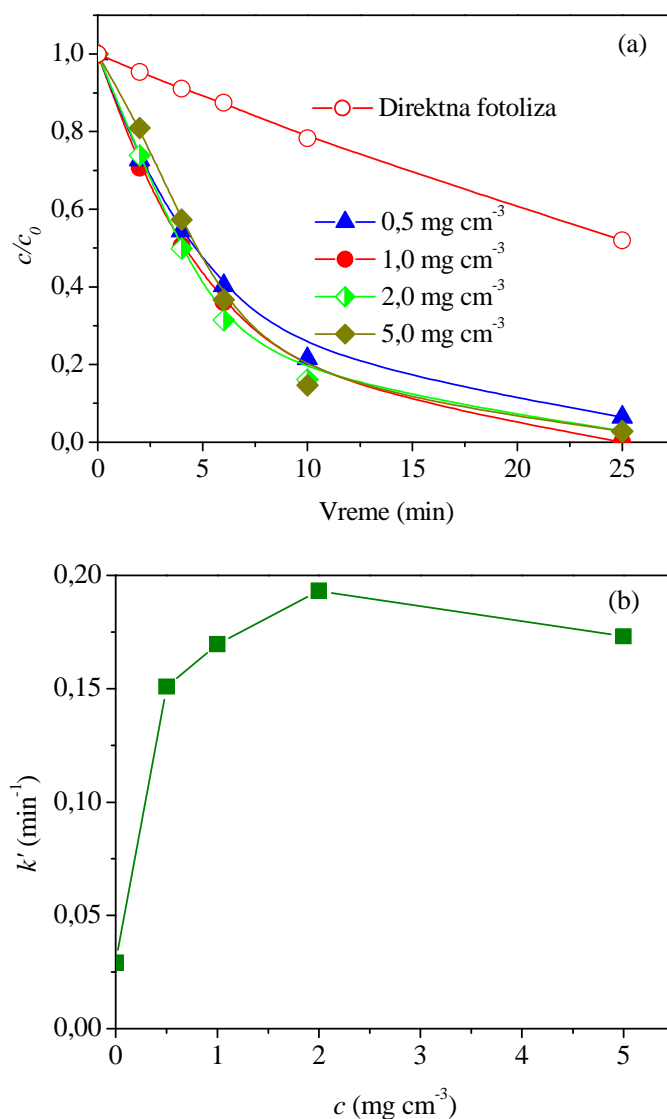 (a)
1,0
0,8
0,6
0,4
0,2
0,0
c/c₀
Direktna fotoliza
0,5 mg cm⁻³
1,0 mg cm⁻³
2,0 mg cm⁻³
5,0 mg cm⁻³
0 5 10 15 20 25
Vreme (min)
(b)
0,20
0,15
0,10
0,05
0,00
k' (min⁻¹)
0 1 2 3 4 5
c (mg cm⁻³)